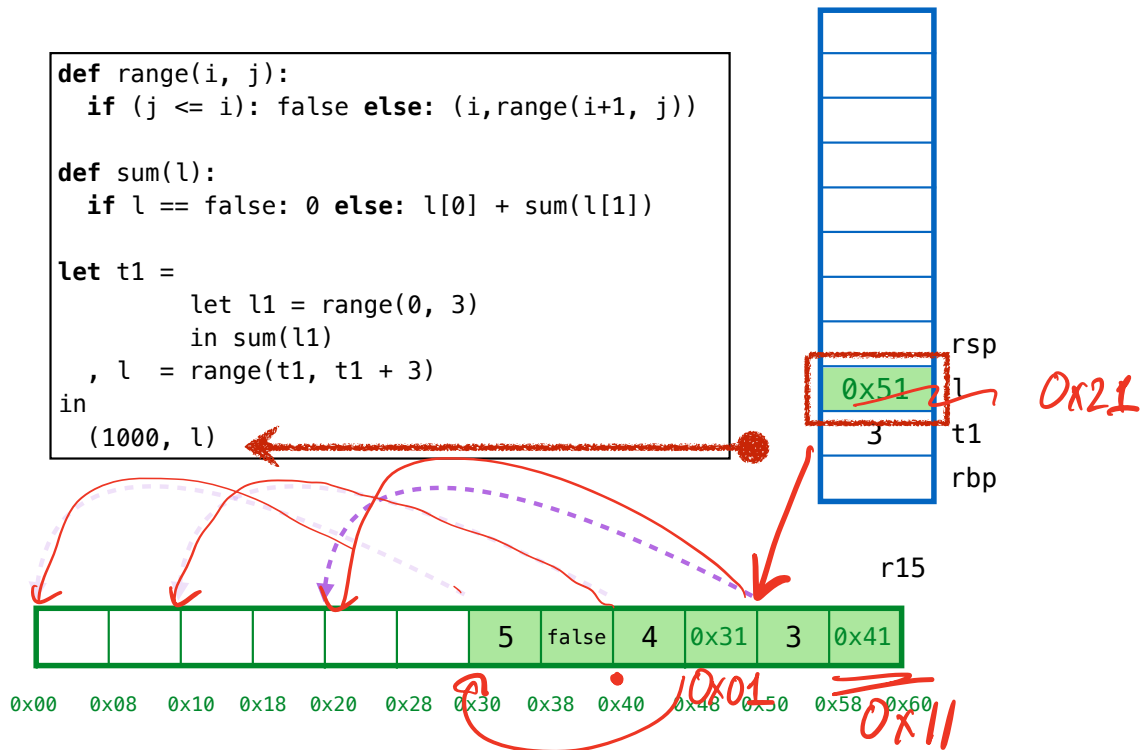 def range(i, j):
if (j <= i): false else: (i,range(i+1, j))
def sum(l):
if l == false: 0 else: l[0] + sum(l[1])
let t1 =
let l1 = range(0, 3)
in sum(l1)
, l = range(t1, t1 + 3)
in
(1000, l)
rsp
0x51 l 0x21
3 t1
rbp
r15
5 false 4 0x31 3 0x41
0x01
0x00 0x08 0x10 0x18 0x20 0x28 0x30 0x38 0x40 0x48 0x50 0x58 0x60
0x11